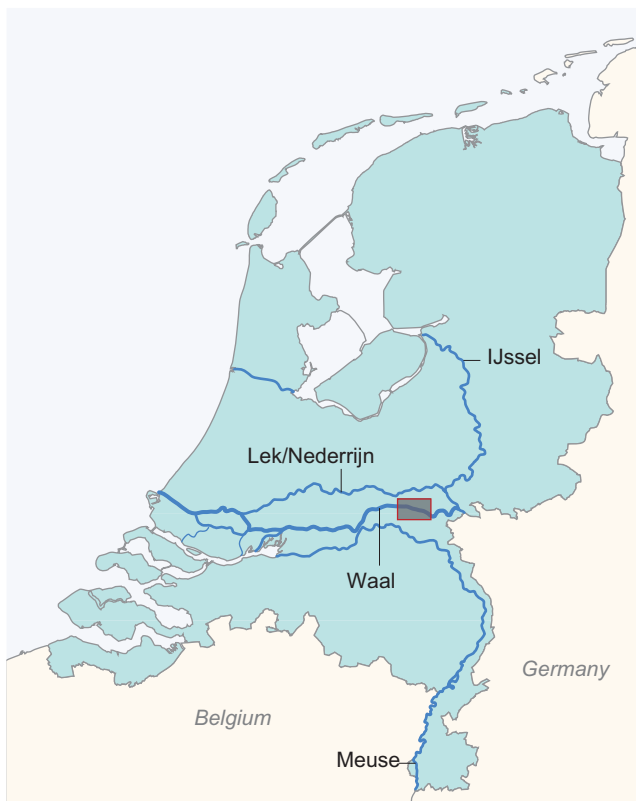 IJssel
Lek/Nederrijn
Waal
Germany
Belgium
Meuse